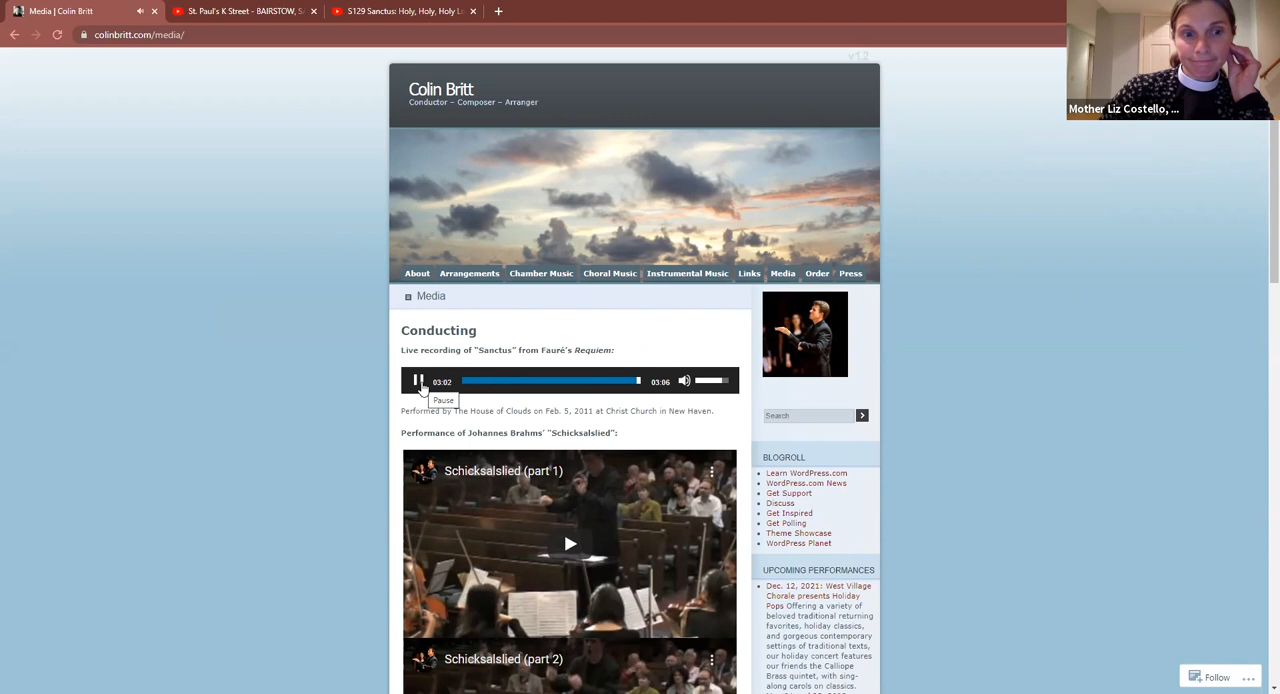 Media | Colin Britt
St. Paul's K Street - BAIRSTOW, S
S129 Sanctus: Holy, Holy, Holy Lo
colinbritt.com/media/
v1.2
Mother Liz Costello, ...
Colin Britt
Conductor – Composer – Arranger
About Arrangements Chamber Music Choral Music Instrumental Music Links Media Order Press
Media
Conducting
Live recording of "Sanctus" from Fauré's Requiem:
03:02
03:06
Pause
Performed by The House of Clouds on Feb. 5, 2011 at Christ Church in New Haven.
Performance of Johannes Brahms' "Schicksalslied":
Schicksalslied (part 1)
Schicksalslied (part 2)
Search
BLOGROLL
Learn WordPress.com
WordPress.com News
Get Support
Discuss
Get Inspired
Get Polling
Theme Showcase
WordPress Planet
UPCOMING PERFORMANCES
Dec. 12, 2021: West Village
Chorale presents Holiday
Pops Offering a variety of
beloved traditional returning
favorites, holiday classics,
and gorgeous contemporary
settings of traditional texts,
our holiday concert features
our friends the Calliope
Brass quintet, with sing-
along carols on classics.
Follow ...